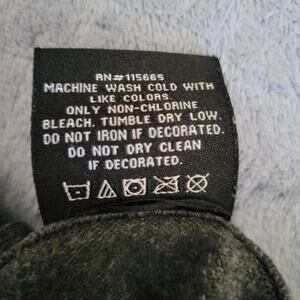 RN#115665
MACHINE WASH COLD WITH
LIKE COLORS.
ONLY NON-CHLORINE
BLEACH. TUMBLE DRY LOW.
DO NOT IRON IF DECORATED.
DO NOT DRY CLEAN
IF DECORATED.